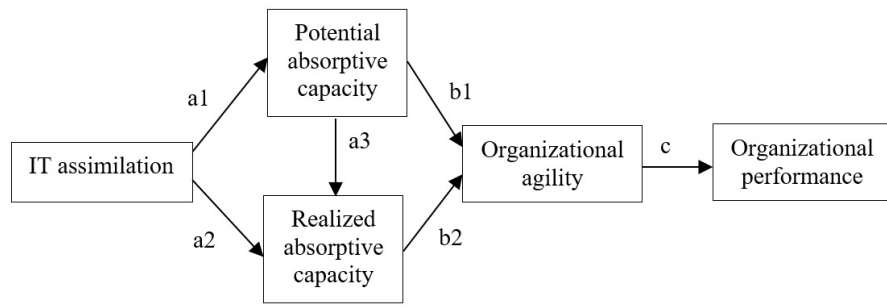 Potential
absorptive
capacity
a1
b1
a3
IT assimilation
Organizational
agility
c
Organizational
performance
a2
Realized
absorptive
capacity
b2